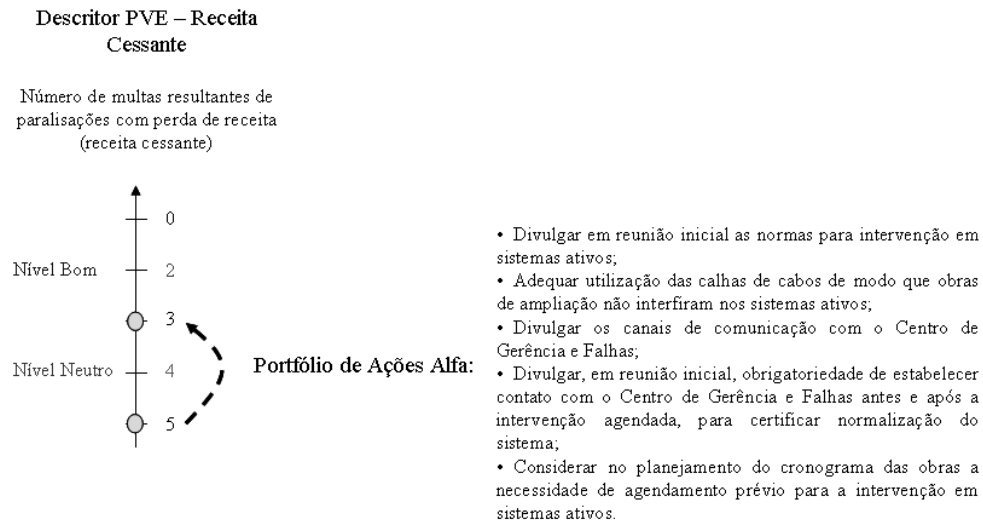 Descritor PVE – Receita
Cessante
Número de multas resultantes de
paralisações com perda de receita
(receita cessante)
0
Nível Bom 2
3
Nível Neutro 4
5
Portfólio de Ações Alfa:
• Divulgar em reunião inicial as normas para intervenção em
sistemas ativos;
• Adequar utilização das calhas de cabos de modo que obras
de ampliação não interfiram nos sistemas ativos;
• Divulgar os canais de comunicação com o Centro de
Gerência e Falhas;
• Divulgar, em reunião inicial, obrigatoriedade de estabelecer
contato com o Centro de Gerência e Falhas antes e após a
intervenção agendada, para certificar normalização do
sistema;
• Considerar no planejamento do cronograma das obras a
necessidade de agendamento prévio para a intervenção em
sistemas ativos.